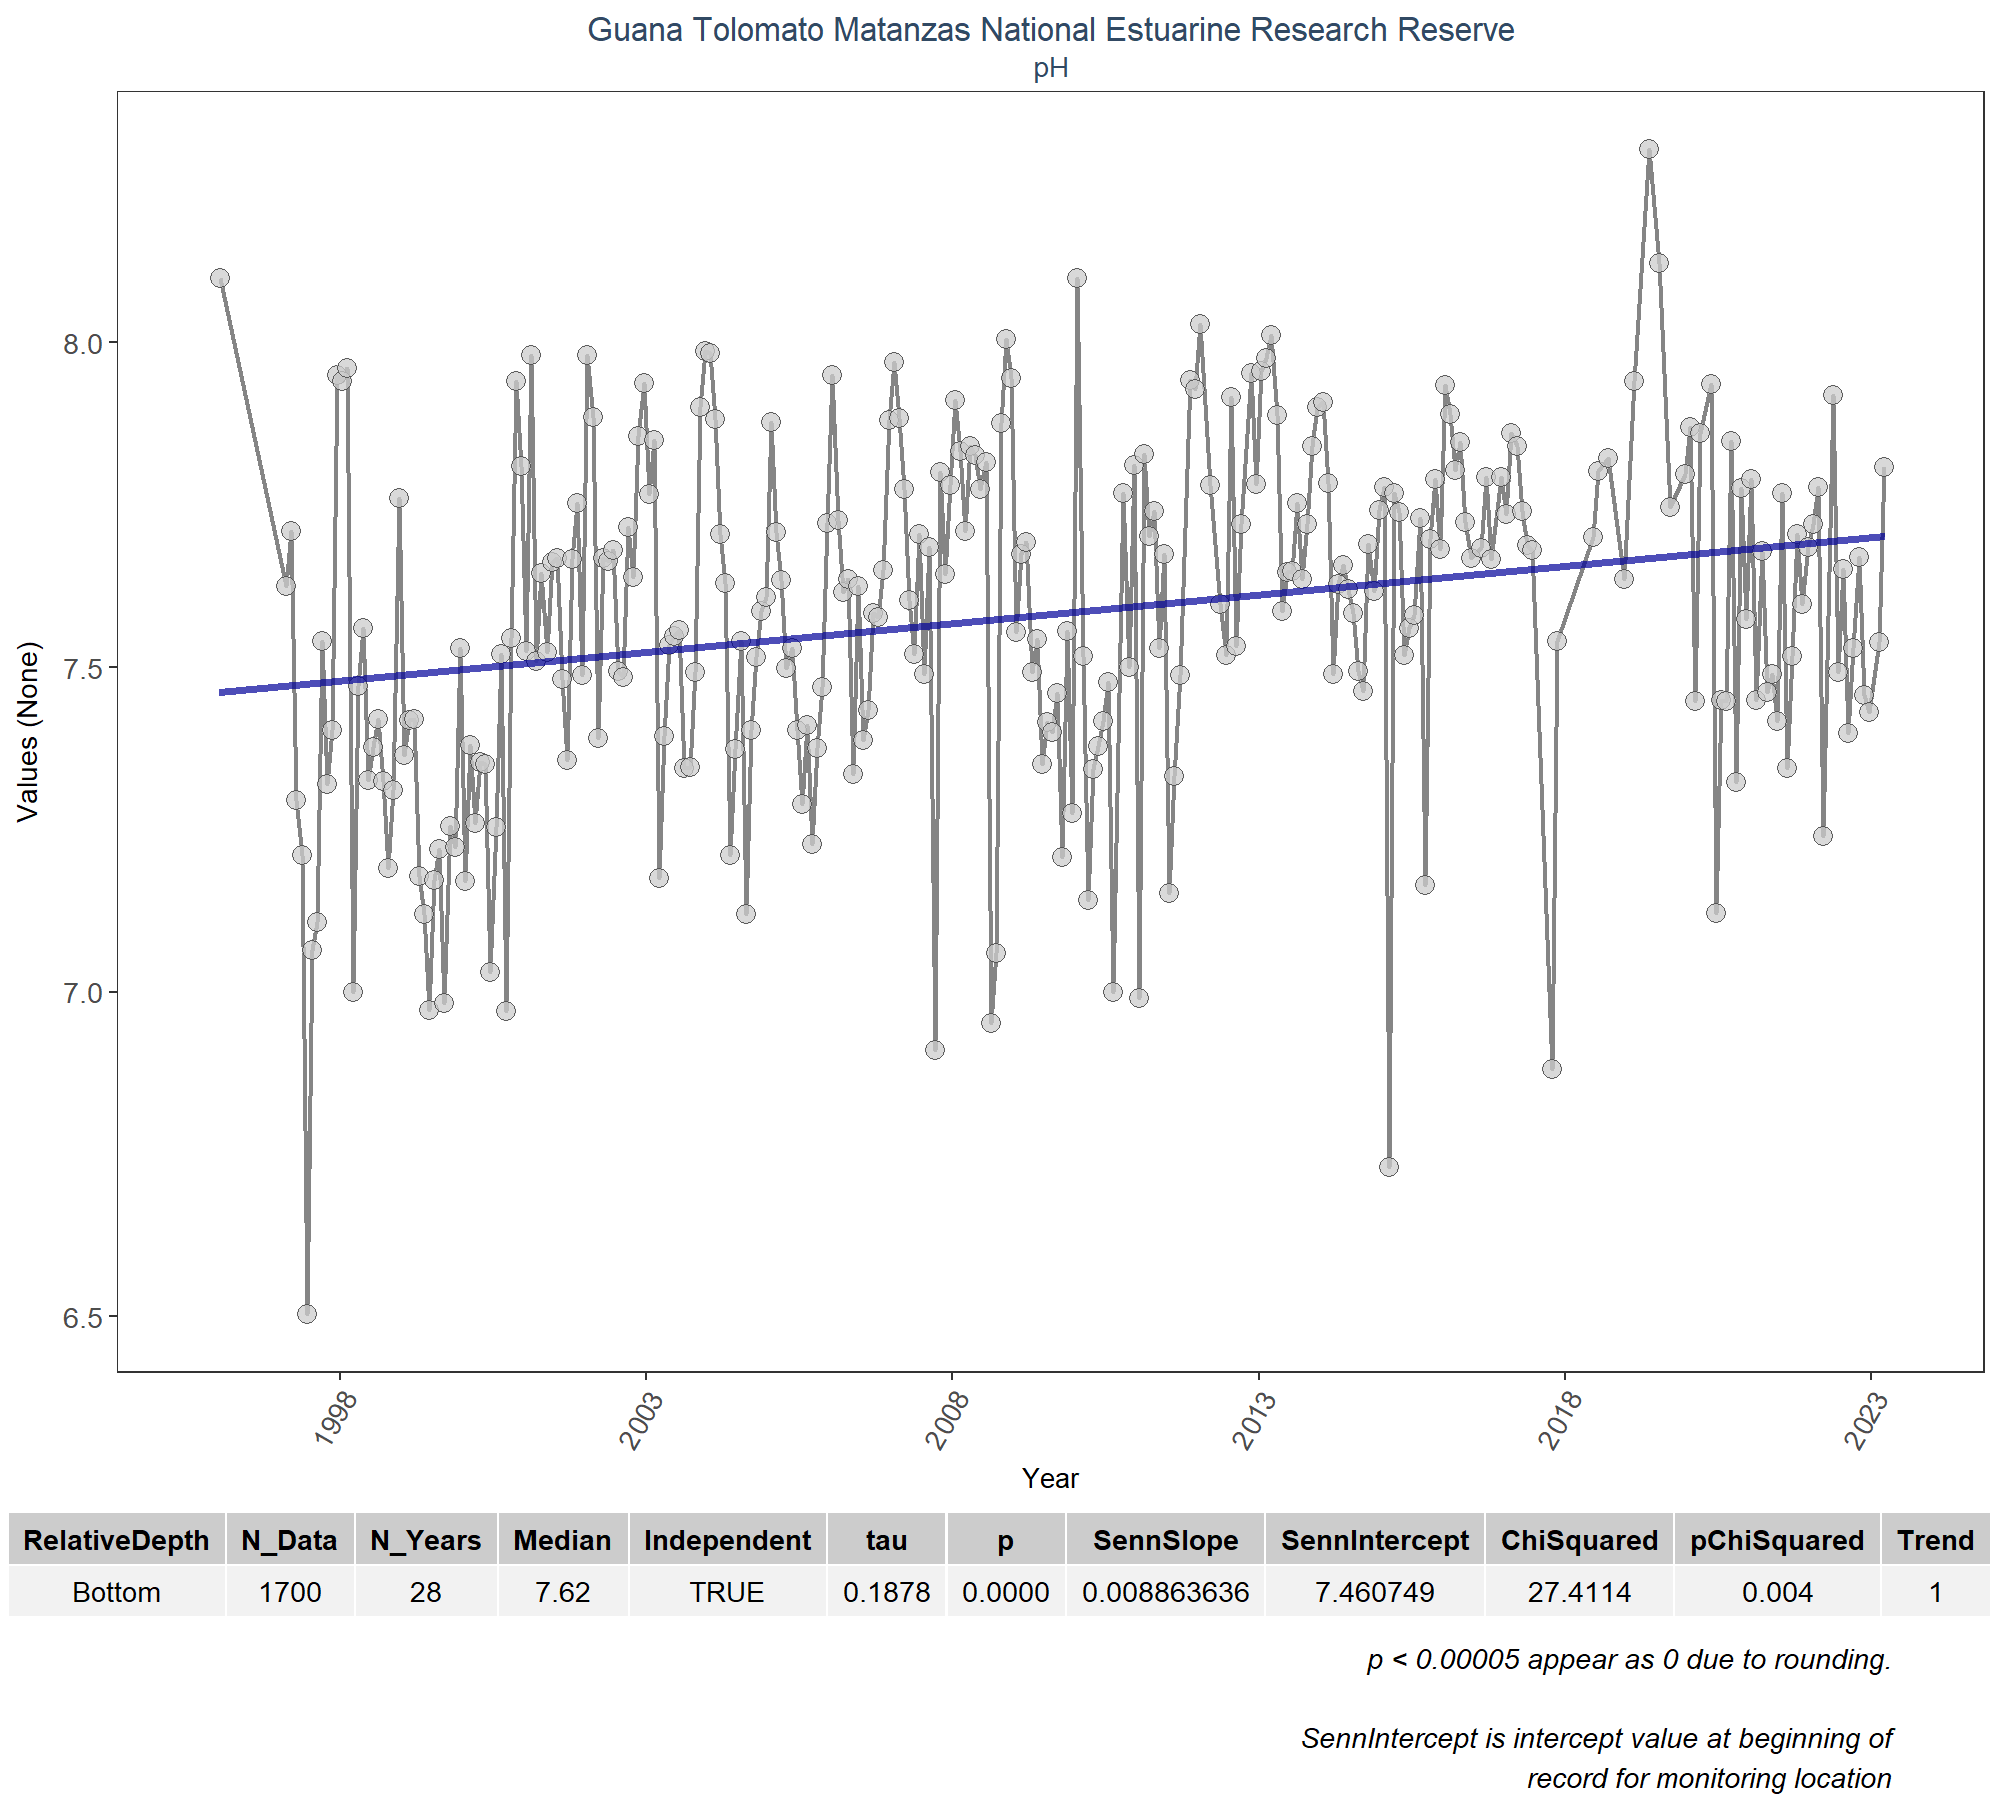 Guana Tolomato Matanzas National Estuarine Research Reserve
pH
Values (None)
8.0
7.5
7.0
6.5
1998 2003 2008 2013 2018 2023
Year
RelativeDepth N_Data N_Years Median Independent tau p SennSlope SennIntercept ChiSquared pChiSquared Trend
Bottom 1700 28 7.62 TRUE 0.1878 0.0000 0.008863636 7.460749 27.4114 0.004 1
p < 0.00005 appear as 0 due to rounding.
SennIntercept is intercept value at beginning of
record for monitoring location